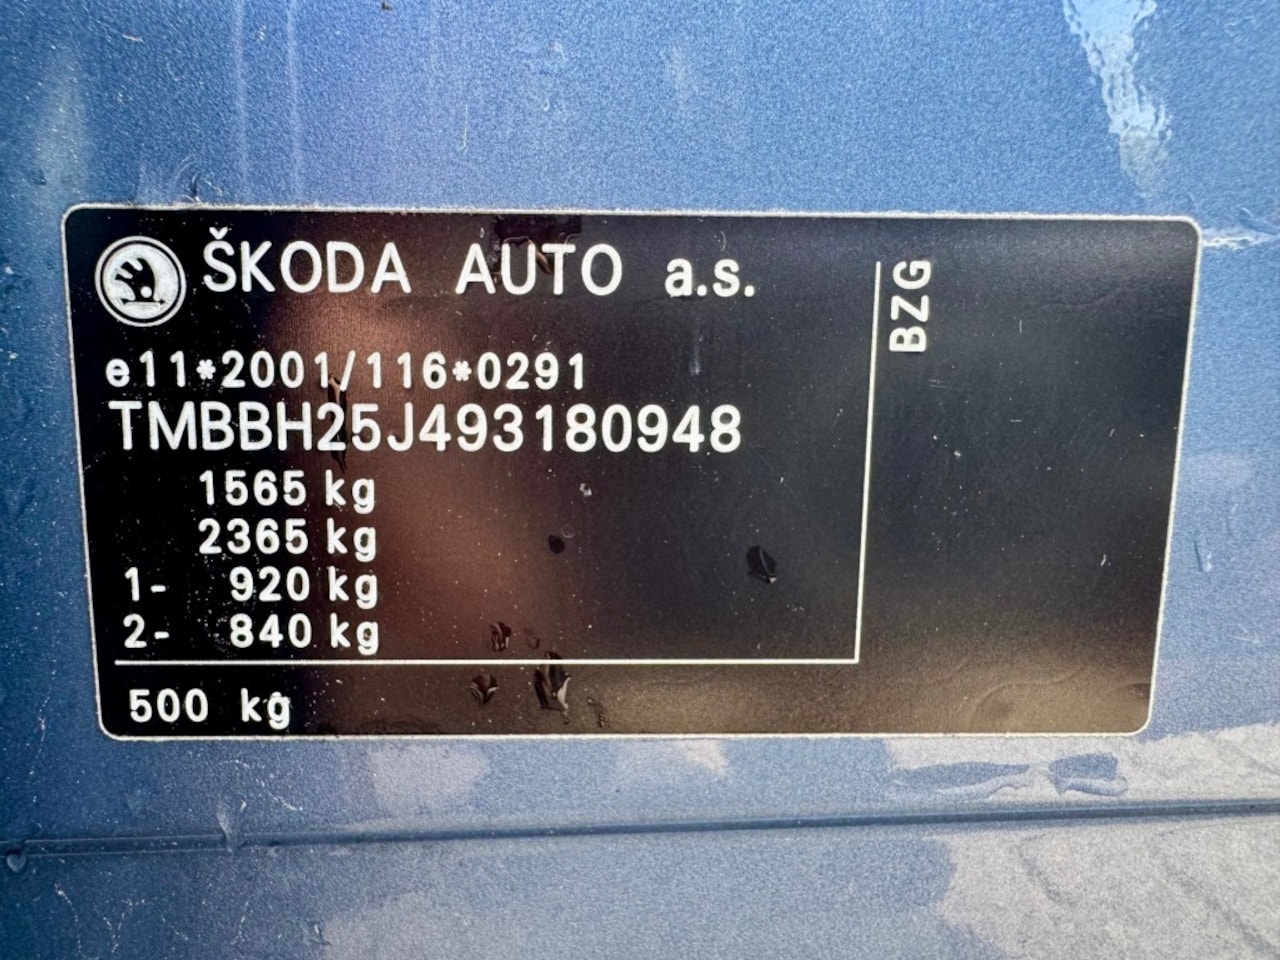 ŠKODA AUTO a.s.
e11*2001/116*0291
TMBBH25J493180948
1565 kg
2365 kg
1- 920 kg
2- 840 kg
500 kg
BZG